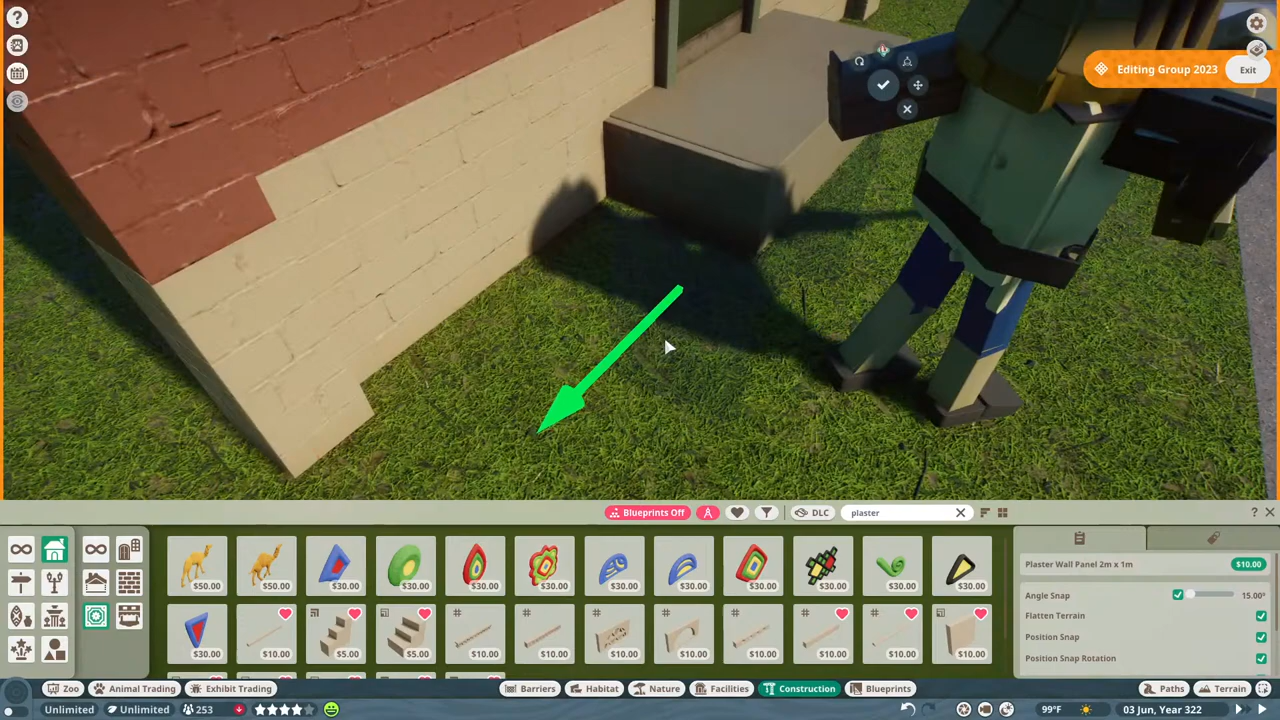 ?
Editing Group 2023 Exit
Blueprints Off DLC plaster
? 
$50.00 $50.00 $30.00 $30.00 $30.00 $30.00 $30.00 $30.00 $30.00 $30.00 $30.00 $30.00
$30.00 $10.00 $5.00 $5.00 $10.00 $10.00 $10.00 $10.00 $10.00 $10.00 $10.00 $10.00
Plaster Wall Panel 2m x 1m $10.00
Angle Snap 15.00°
Flatten Terrain
Position Snap
Position Snap Rotation
Zoo Animal Trading Exhibit Trading Barriers Habitat Nature Facilities Construction Blueprints Paths Terrain
Unlimited Unlimited 253 99°F 03 Jun, Year 322